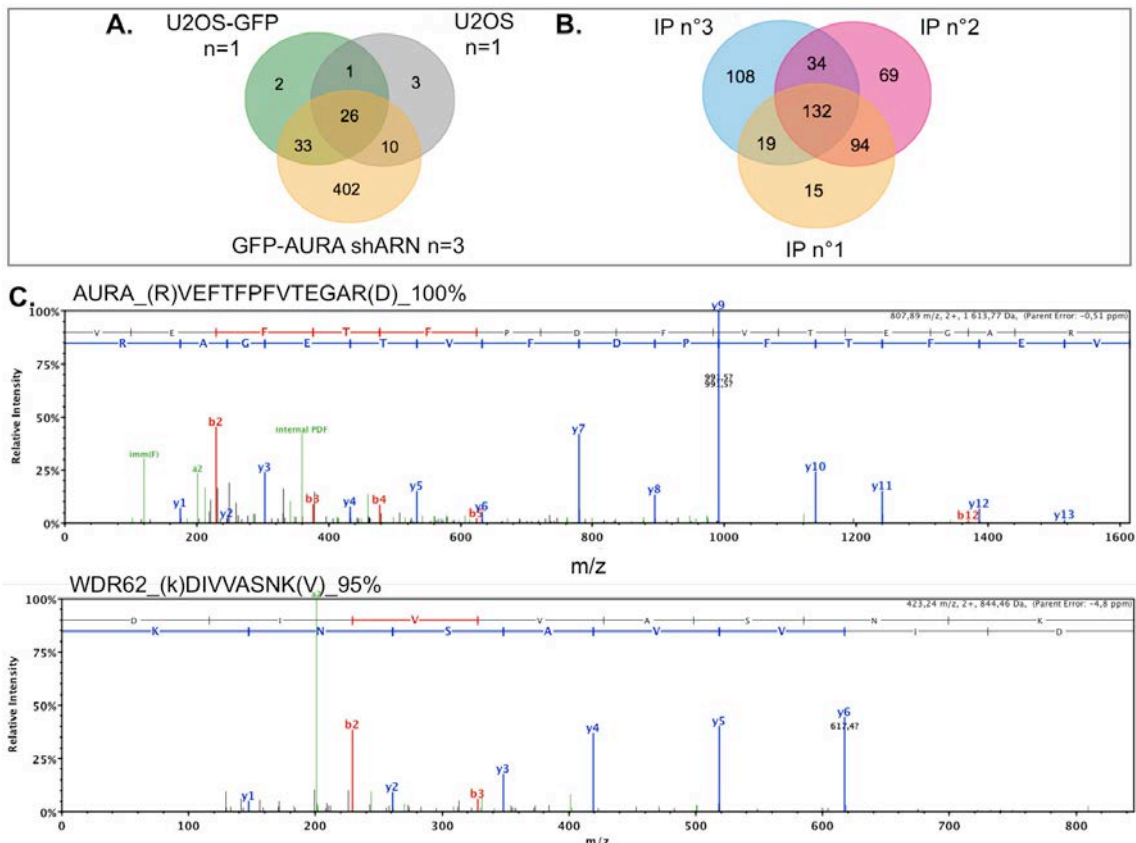 A.
U2OS-GFP
n=1
U2OS
n=1
2
1
3
26
33
10
402
GFP-AURA shARN n=3
B.
IP n°3
IP n°2
108
34
69
132
19
94
15
IP n°1
C.
AURA_(R)VEFTFPFVTEGAR(D)_100%
y9
100%
V E F T F P D F V T E G A R
807,89 m/z, 2+, 1 613,77 Da, (Parent Error: −0,51 ppm)
R A G E T V F D P F T F E V
75%
50%
25%
0%
Relative Intensity
imm(F)
a2
b2
internal PDF
y1
y2
y3
b3
y4
b4
y5
y6
y7
y8
y10
y11
b12
y12
y13
0 200 400 600 800 1000 1200 1400 1600
m/z
WDR62_(k)DIVVASNK(V)_95%
100%
D I V V A S N K
423,24 m/z, 2+, 844,46 Da, (Parent Error: −4,8 ppm)
K N S A V V I D
75%
50%
25%
0%
Relative Intensity
y1
b2
y2
b3
y3
y4
y5
y6
617,4?
0 100 200 300 400 500 600 700 800
m/z